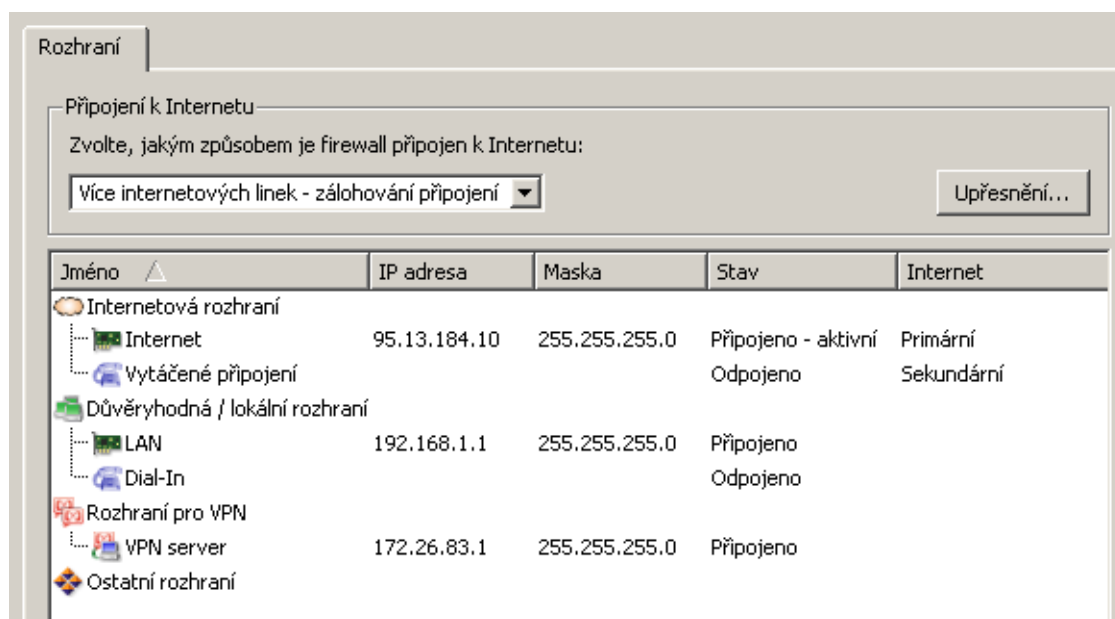 Rozhraní
Připojení k Internetu
Zvolte, jakým způsobem je firewall připojen k Internetu:
Více internetových linek - zálohování připojení
Upřesnění...
Jméno IP adresa Maska Stav Internet
Internetová rozhraní
Internet 95.13.184.10 255.255.255.0 Připojeno - aktivní Primární
Vytáčené připojení Odpojeno Sekundární
Důvěryhodná / lokální rozhraní
LAN 192.168.1.1 255.255.255.0 Připojeno
Dial-In Odpojeno
Rozhraní pro VPN
VPN server 172.26.83.1 255.255.255.0 Připojeno
Ostatní rozhraní